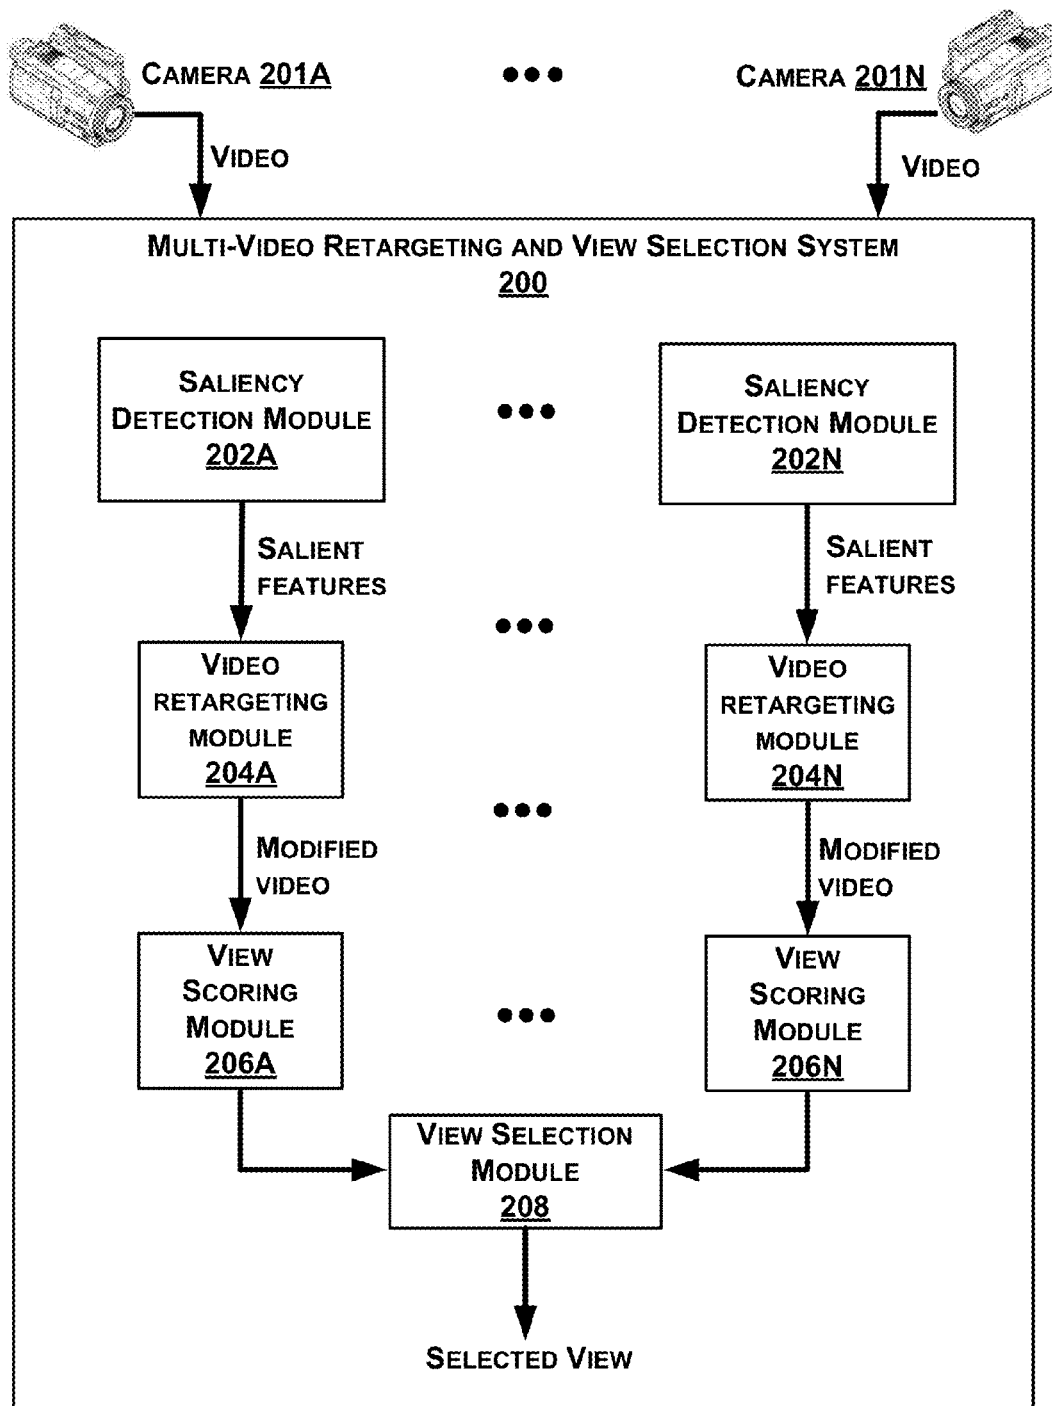 CAMERA 201A
CAMERA 201N
VIDEO
VIDEO
MULTI-VIDEO RETARGETING AND VIEW SELECTION SYSTEM
200
SALIENCY
DETECTION MODULE
202A
SALIENCY
DETECTION MODULE
202N
SALIENT
FEATURES
SALIENT
FEATURES
VIDEO
RETARGETING
MODULE
204A
VIDEO
RETARGETING
MODULE
204N
MODIFIED
VIDEO
MODIFIED
VIDEO
VIEW
SCORING
MODULE
206A
VIEW
SCORING
MODULE
206N
VIEW SELECTION
MODULE
208
SELECTED VIEW